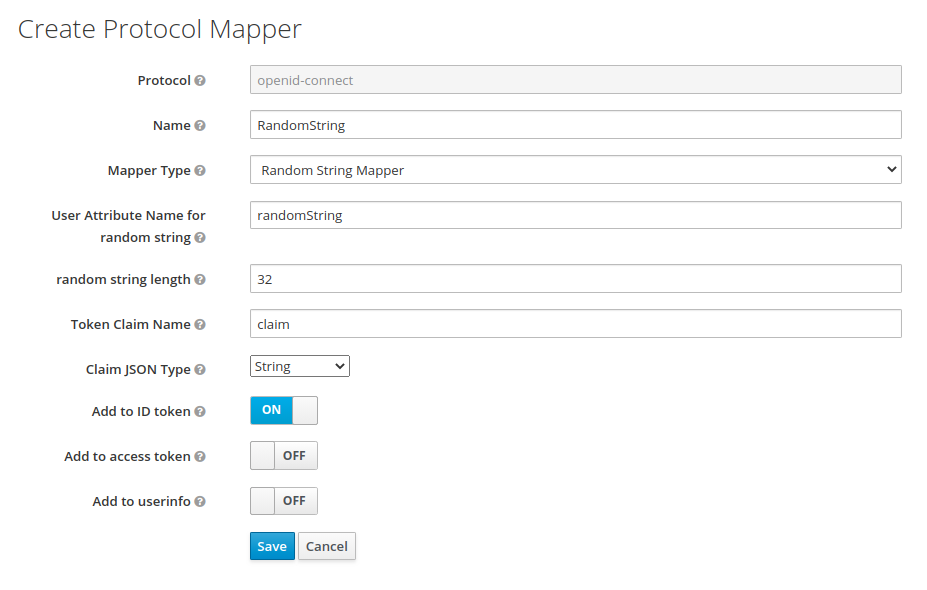 Create Protocol Mapper
Protocol
openid-connect
Name
RandomString
Mapper Type
Random String Mapper
User Attribute Name for
random string
randomString
random string length
32
Token Claim Name
claim
Claim JSON Type
String
Add to ID token
ON
Add to access token
OFF
Add to userinfo
OFF
Save Cancel